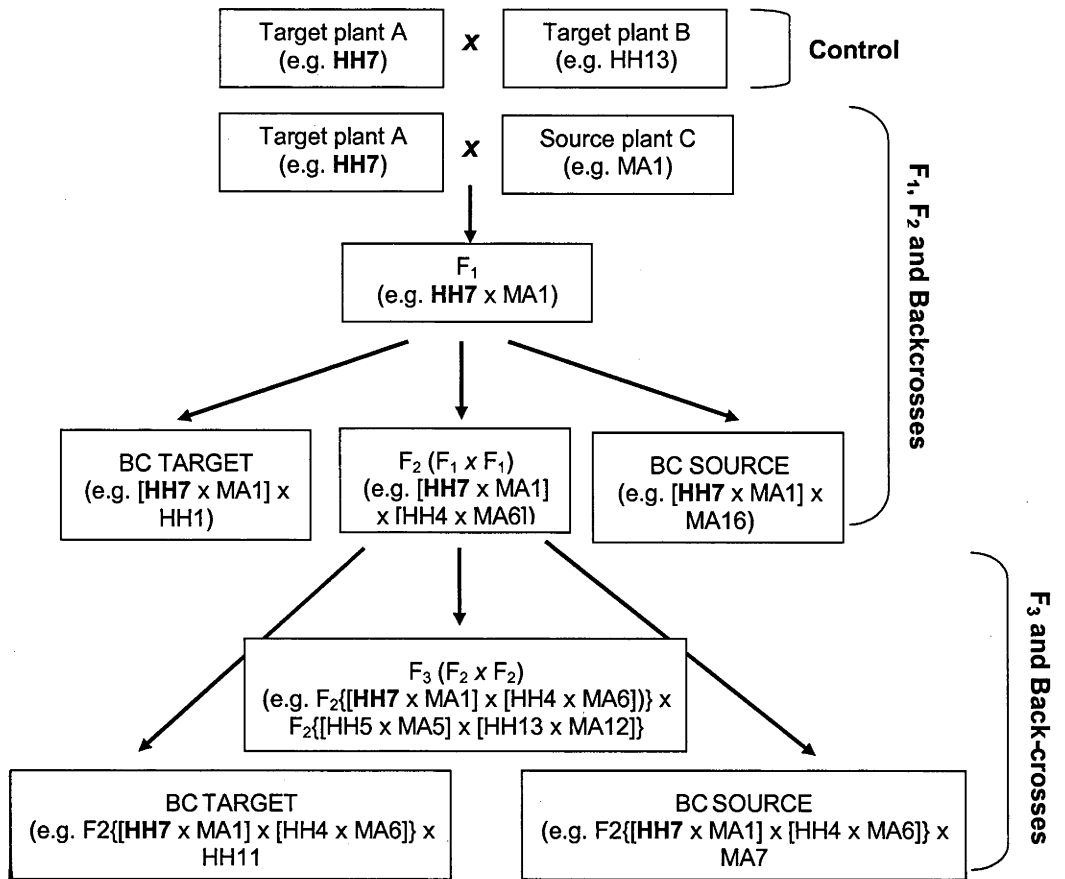 Target plant A
(e.g. HH7)
x
Target plant B
(e.g. HH13)
Control
Target plant A
(e.g. HH7)
x
Source plant C
(e.g. MA1)
F₁
(e.g. HH7 x MA1)
F₁, F₂ and Backcrosses
BC TARGET
(e.g. [HH7 x MA1] x
HH1)
F₂ (F₁ x F₁)
(e.g. [HH7 x MA1]
x [HH4 x MA6])
BC SOURCE
(e.g. [HH7 x MA1] x
MA16)
F₃ (F₂ x F₂)
(e.g. F₂{[HH7 x MA1] x [HH4 x MA6])} x
F₂{[HH5 x MA5] x [HH13 x MA12]}
F₃ and Back-crosses
BC TARGET
(e.g. F2{[HH7 x MA1] x [HH4 x MA6]} x
HH11
BC SOURCE
(e.g. F2{[HH7 x MA1] x [HH4 x MA6]} x
MA7